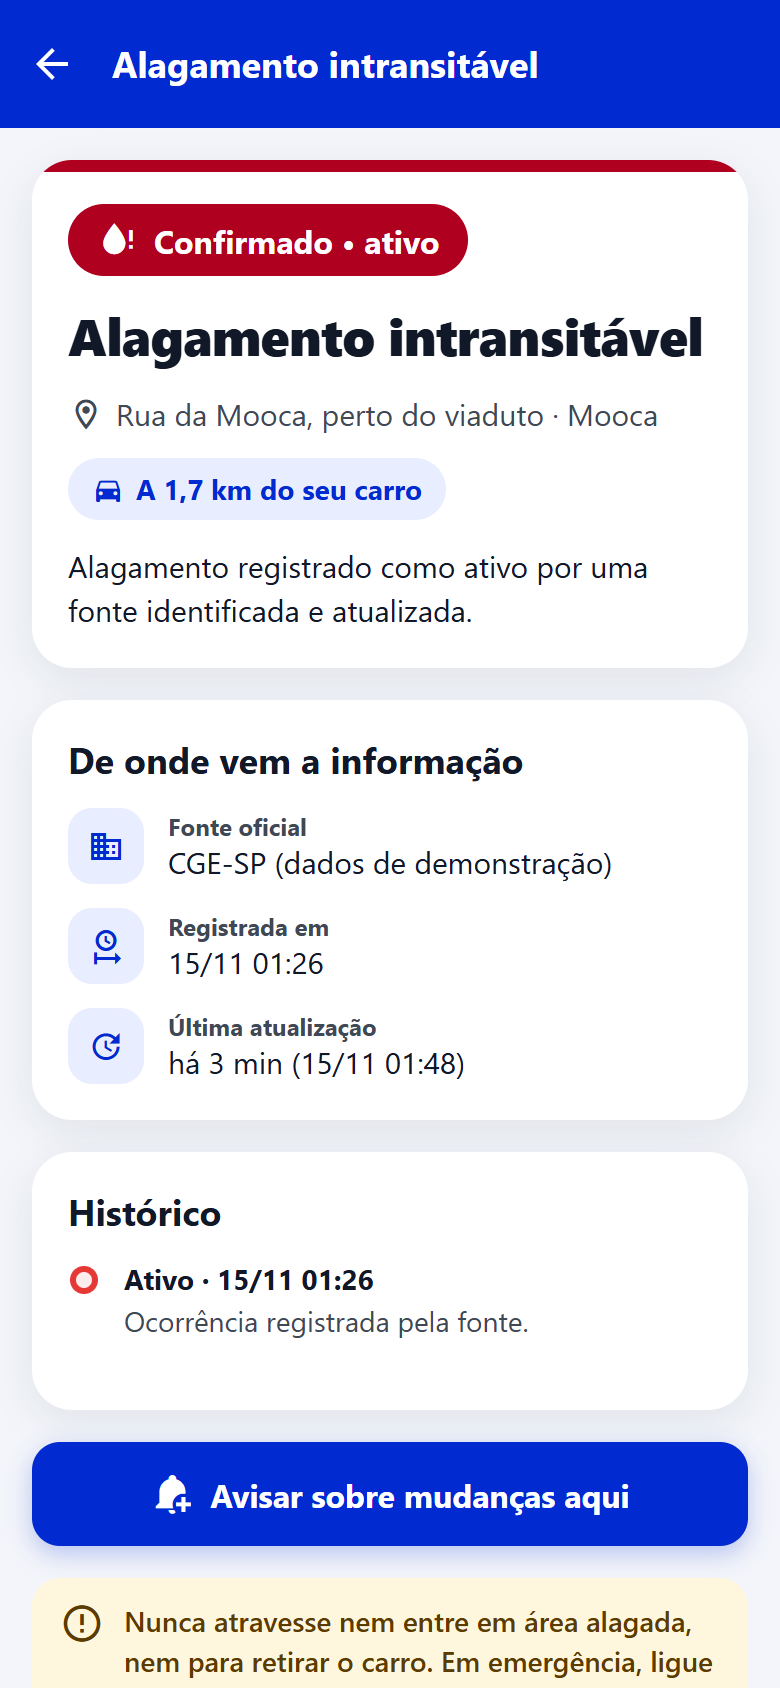 Alagamento intransitável
Confirmado • ativo
Alagamento intransitável
Rua da Mooca, perto do viaduto · Mooca
A 1,7 km do seu carro
Alagamento registrado como ativo por uma
fonte identificada e atualizada.
De onde vem a informação
Fonte oficial
CGE-SP (dados de demonstração)
Registrada em
15/11 01:26
Última atualização
há 3 min (15/11 01:48)
Histórico
Ativo · 15/11 01:26
Ocorrência registrada pela fonte.
Avisar sobre mudanças aqui
Nunca atravesse nem entre em área alagada,
nem para retirar o carro. Em emergência, ligue